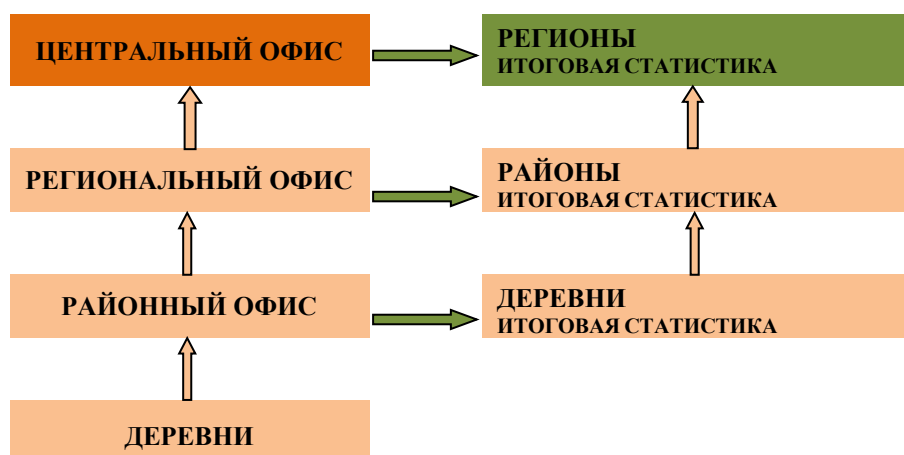 ЦЕНТРАЛЬНЫЙ ОФИС
РЕГИОНЫ
ИТОГОВАЯ СТАТИСТИКА
РЕГИОНАЛЬНЫЙ ОФИС
РАЙОНЫ
ИТОГОВАЯ СТАТИСТИКА
РАЙОННЫЙ ОФИС
ДЕРЕВНИ
ИТОГОВАЯ СТАТИСТИКА
ДЕРЕВНИ